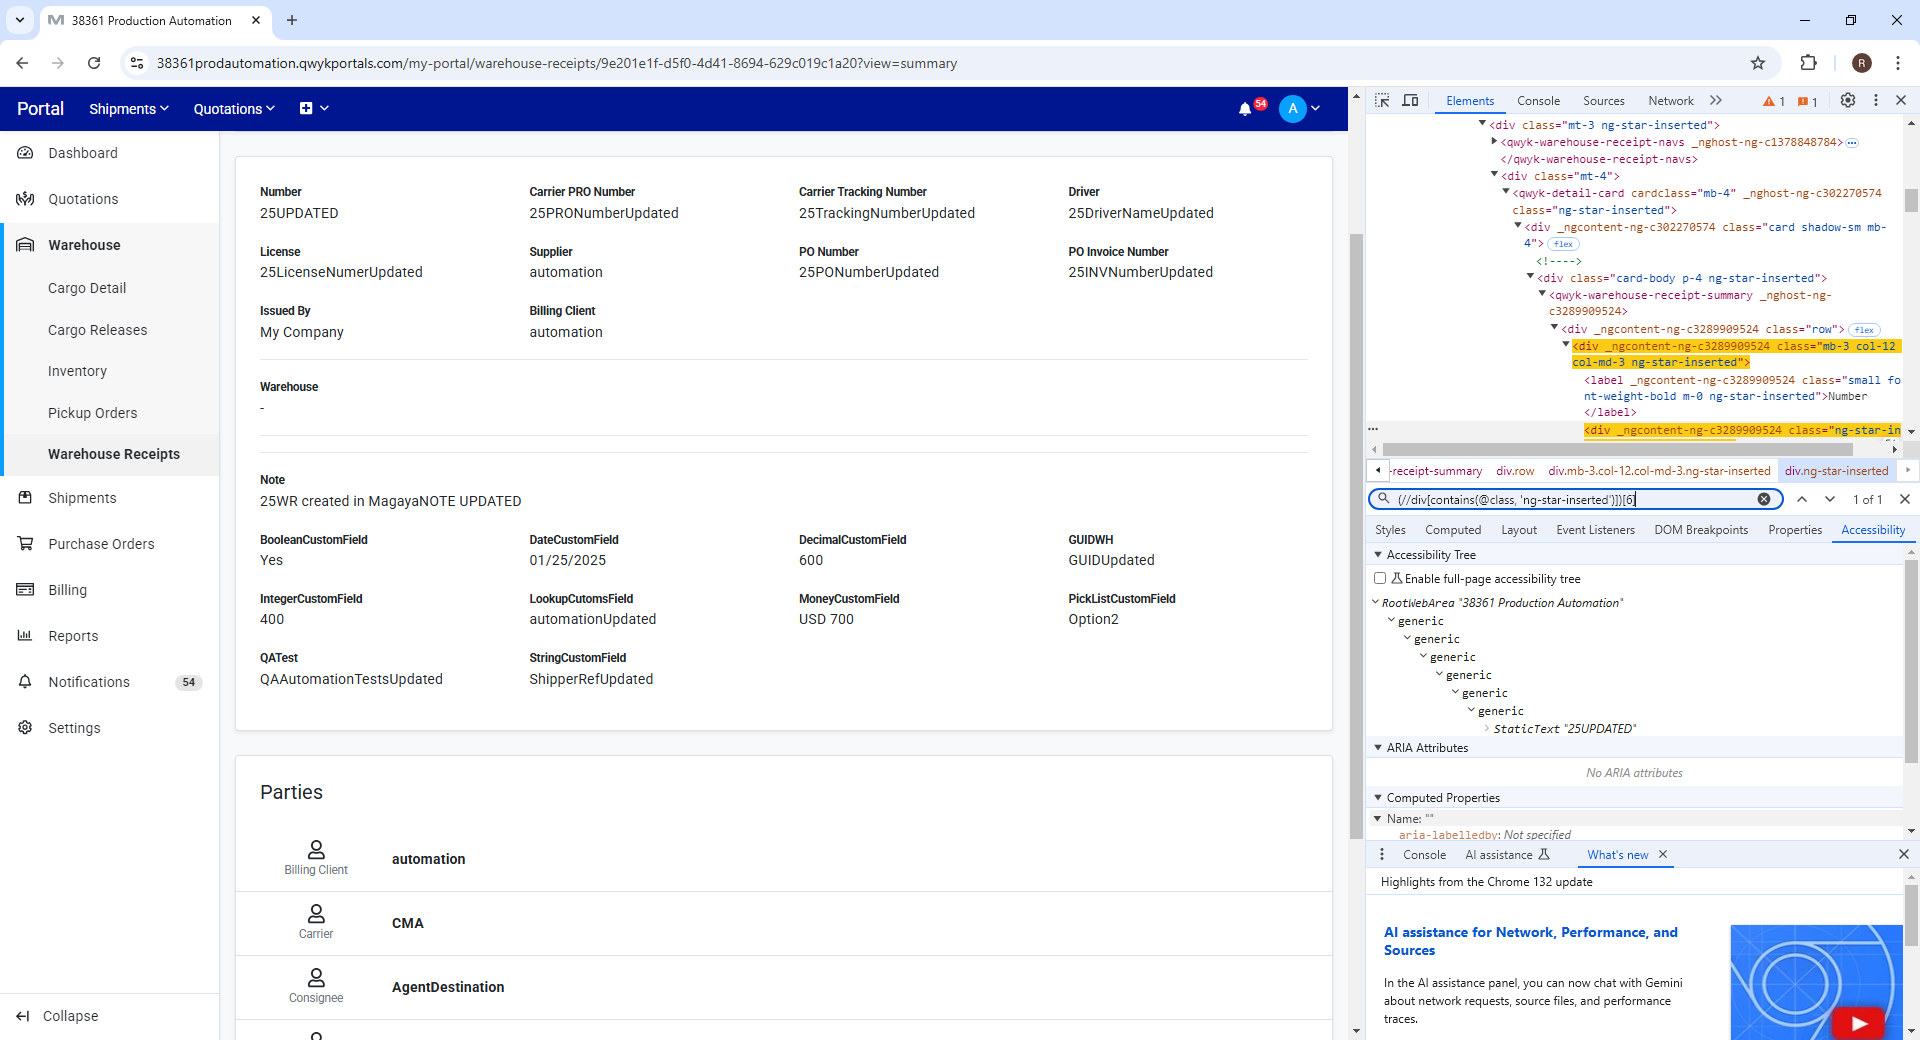 38361 Production Automation
38361prodautomation.qwykportals.com/my-portal/warehouse-receipts/9e201e1f-d5f0-4d41-8694-629c019c1a20?view=summary
R
Portal
Shipments
Quotations
54
A
Dashboard
Quotations
Warehouse
Cargo Detail
Cargo Releases
Inventory
Pickup Orders
Warehouse Receipts
Shipments
Purchase Orders
Billing
Reports
Notifications 54
Settings
Collapse
Number Carrier PRO Number Carrier Tracking Number Driver
25UPDATED 25PRONumberUpdated 25TrackingNumberUpdated 25DriverNameUpdated
License Supplier PO Number PO Invoice Number
25LicenseNumerUpdated automation 25PONumberUpdated 25INVNumberUpdated
Issued By Billing Client
My Company automation
Warehouse
-
Note
25WR created in MagayaNOTE UPDATED
BooleanCustomField DateCustomField DecimalCustomField GUIDWH
Yes 01/25/2025 600 GUIDUpdated
IntegerCustomField LookupCutomsField MoneyCustomField PickListCustomField
400 automationUpdated USD 700 Option2
QATest StringCustomField
QAAutomationTestsUpdated ShipperRefUpdated
Parties
Billing Client automation
Carrier CMA
Consignee AgentDestination
Elements Console Sources Network 1 1
<div class="mt-3 ng-star-inserted">
<qwyk-warehouse-receipt-navs _nghost-ng-c1378848784>
</qwyk-warehouse-receipt-navs>
<div class="mt-4">
<qwyk-detail-card cardclass="mb-4" _nghost-ng-c302270574
class="ng-star-inserted">
<div _ngcontent-ng-c302270574 class="card shadow-sm mb-
4"> flex
<!---->
<div class="card-body p-4 ng-star-inserted">
<qwyk-warehouse-receipt-summary _nghost-ng-
c3289909524>
<div _ngcontent-ng-c3289909524 class="row"> flex
<div _ngcontent-ng-c3289909524 class="mb-3 col-12
col-md-3 ng-star-inserted">
<label _ngcontent-ng-c3289909524 class="small fo
nt-weight-bold m-0 ng-star-inserted">Number
</label>
<div _ngcontent-ng-c3289909524 class="ng-star-in
-receipt-summary div.row div.mb-3.col-12.col-md-3.ng-star-inserted div.ng-star-inserted
(//div[contains(@class, 'ng-star-inserted')])[6] 1 of 1
Styles Computed Layout Event Listeners DOM Breakpoints Properties Accessibility
Accessibility Tree
Enable full-page accessibility tree
RootWebArea "38361 Production Automation"
generic
generic
generic
generic
generic
generic
StaticText "25UPDATED"
ARIA Attributes
No ARIA attributes
Computed Properties
Name: ""
aria-labelledby: Not specified
Console AI assistance What's new
Highlights from the Chrome 132 update
AI assistance for Network, Performance, and
Sources
In the AI assistance panel, you can now chat with Gemini
about network requests, source files, and performance
traces.